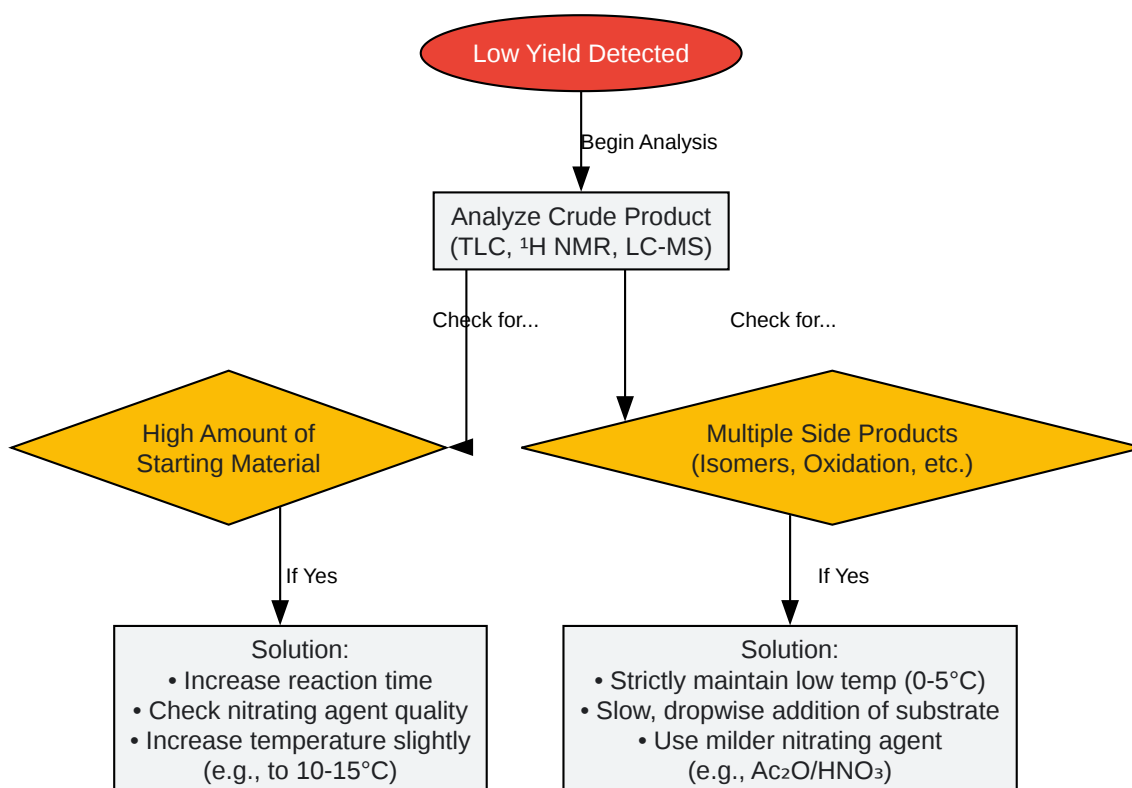 Low Yield Detected
Begin Analysis
Analyze Crude Product
(TLC, ¹H NMR, LC-MS)
Check for...
Check for...
High Amount of
Starting Material
Multiple Side Products
(Isomers, Oxidation, etc.)
If Yes
If Yes
Solution:
• Increase reaction time
• Check nitrating agent quality
• Increase temperature slightly
(e.g., to 10-15°C)
Solution:
• Strictly maintain low temp (0-5°C)
• Slow, dropwise addition of substrate
• Use milder nitrating agent
(e.g., Ac₂O/HNO₃)